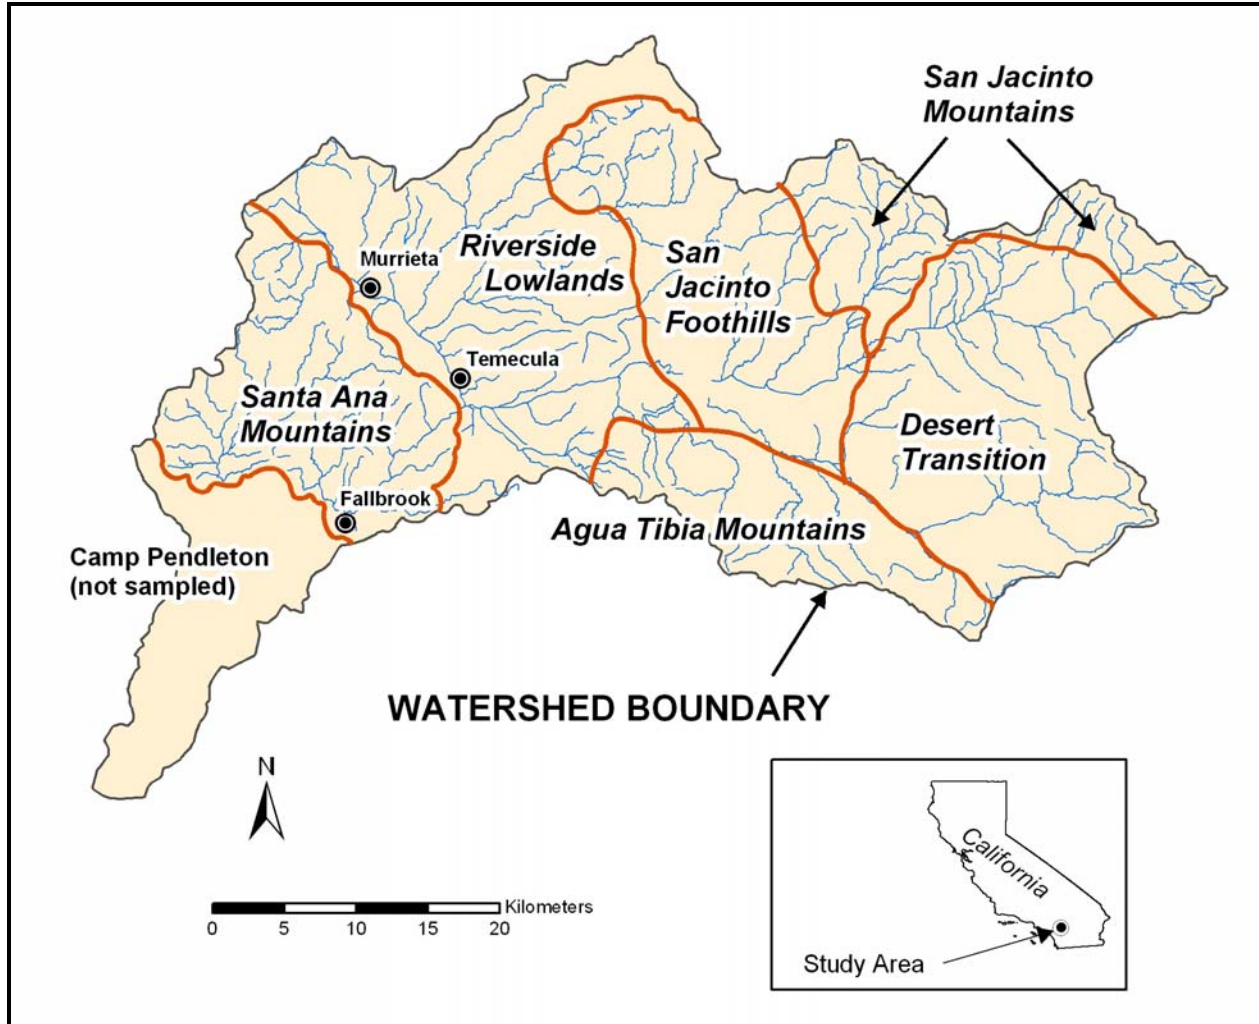 San Jacinto
Mountains
Murrieta
Riverside
Lowlands
San
Jacinto
Foothills
Temecula
Santa Ana
Mountains
Desert
Transition
Fallbrook
Agua Tibia Mountains
Camp Pendleton
(not sampled)
WATERSHED BOUNDARY
N
Kilometers
0 5 10 15 20
California
Study Area